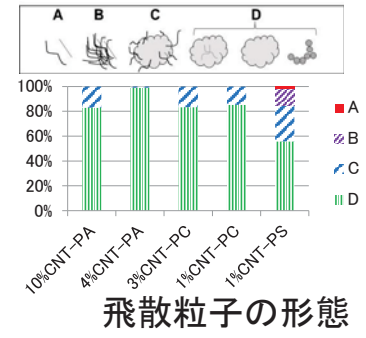 A B C D
100%
80%
60%
40%
20%
0%
A
B
C
D
10%CNT-PA 4%CNT-PA 3%CNT-PC 1%CNT-PC 1%CNT-PS
飛散粒子の形態